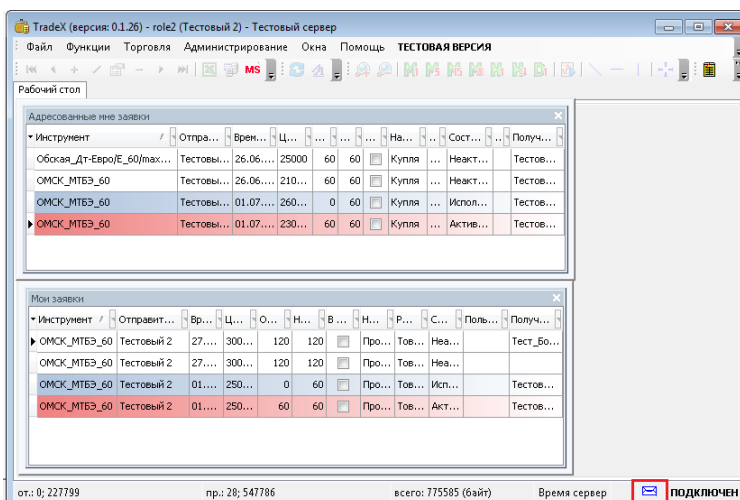 TradeX (версия: 0.1.26) - role2 (Тестовый 2) - Тестовый сервер
Файл Функции Торговля Администрирование Окна Помощь ТЕСТОВАЯ ВЕРСИЯ
MS M M5 M M M M D
Рабочий стол
Адресованные мне заявки
Инструмент / Отпра... Врем... Ц... ... ... ... На... .. Сост... .. Получ...
Обская_Дт-Евро/Е_60/max... Тестовы... 26.06.... 25000 60 60 Купля ... Неакт... Тестов...
ОМСК_МТБЭ_60 Тестовы... 26.06.... 210... 60 60 Купля ... Неакт... Тестов...
ОМСК_МТБЭ_60 Тестовы... 01.07.... 260... 0 60 Купля ... Испол... Тестов...
ОМСК_МТБЭ_60 Тестовы... 01.07.... 230... 60 60 Купля ... Актив... Тестов...
Мои заявки
Инструмент / Отправит... Вр... Ц... О... Н... В ... Н... Р... С... Поль... Получ...
ОМСК_МТБЭ_60 Тестовый 2 27.... 300... 120 120 Про... Тов... Неа... Тест_Бо...
ОМСК_МТБЭ_60 Тестовый 2 27.... 300... 120 120 Про... Тов... Неа...
ОМСК_МТБЭ_60 Тестовый 2 01.... 250... 0 60 Про... Тов... Исп... Тестов...
ОМСК_МТБЭ_60 Тестовый 2 01.... 250... 60 60 Про... Тов... Акт... Тестов...
от.: 0; 227799 пр.: 28; 547786 всего: 775585 (байт) Время сервер ПОДКЛЮЧЕН